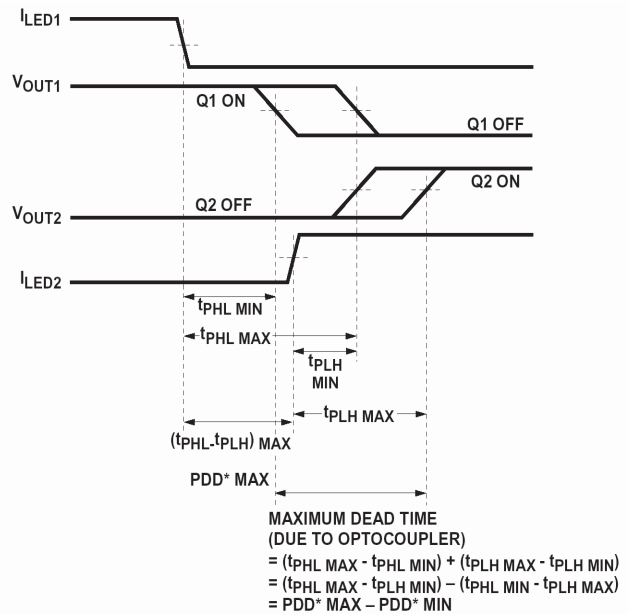 ILED1
VOUT1
Q1 ON
Q1 OFF
Q2 ON
Q2 OFF
VOUT2
ILED2
tPHL MIN
tPHL MAX
tPLH
MIN
tPLH MAX
(tPHL-tPLH) MAX
PDD* MAX
MAXIMUM DEAD TIME
(DUE TO OPTOCOUPLER)
= (tPHL MAX - tPHL MIN) + (tPLH MAX - tPLH MIN)
= (tPHL MAX - tPLH MIN) – (tPHL MIN - tPLH MAX)
= PDD* MAX – PDD* MIN